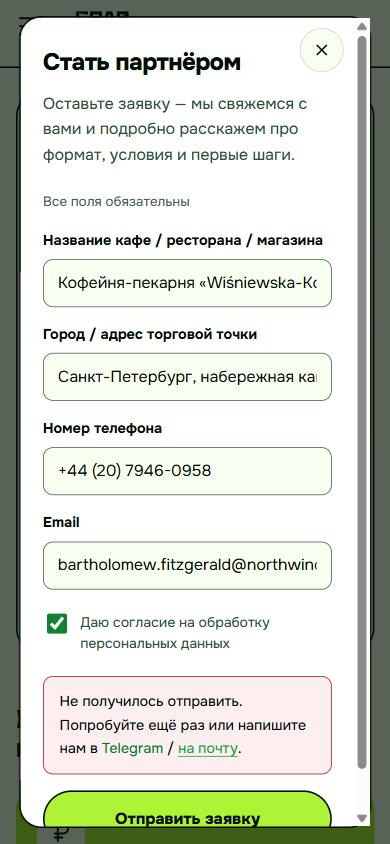 Стать партнёром
Оставьте заявку — мы свяжемся с
вами и подробно расскажем про
формат, условия и первые шаги.
Все поля обязательны
Название кафе / ресторана / магазина
Кофейня-пекарня «Wiśniewska-Ko
Город / адрес торговой точки
Санкт-Петербург, набережная ка
Номер телефона
+44 (20) 7946-0958
Email
bartholomew.fitzgerald@northwind
Даю согласие на обработку
персональных данных
Не получилось отправить.
Попробуйте ещё раз или напишите
нам в Telegram / на почту.
Отправить заявку
₽